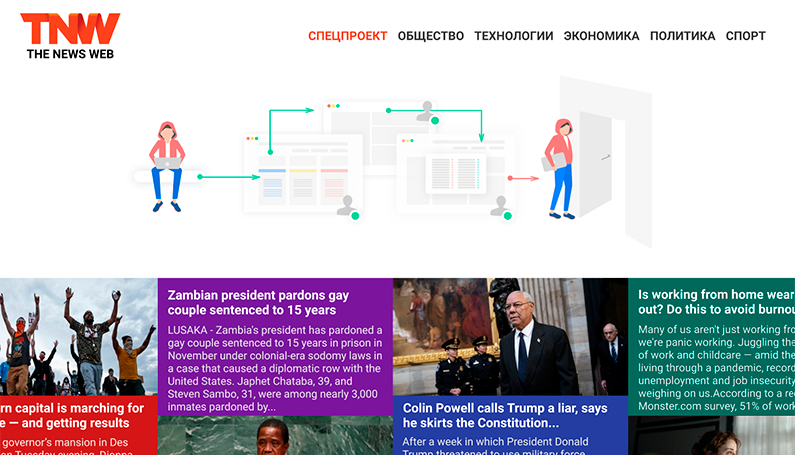 TNW
THE NEWS WEB
СПЕЦПРОЕКТ ОБЩЕСТВО ТЕХНОЛОГИИ ЭКОНОМИКА ПОЛИТИКА СПОРТ
rn capital is marching for
e — and getting results
governor's mansion in Des
Tuesday evening, Dionna
Zambian president pardons gay
couple sentenced to 15 years
LUSAKA - Zambia's president has pardoned a
gay couple sentenced to 15 years in prison in
November under colonial-era sodomy laws in
a case that caused a diplomatic row with the
United States. Japhet Chataba, 39, and
Steven Sambo, 31, were among nearly 3,000
inmates pardoned by...
Colin Powell calls Trump a liar, says
he skirts the Constitution...
After a week in which President Donald
Trump threatened to use military force
Is working from home wear
out? Do this to avoid burnou
Many of us aren't just working fro
we're panic working. Juggling the
of work and childcare — amid the
living through a pandemic, record
unemployment and job insecurity
weighing on us.According to a rec
Monster.com survey, 51% of work